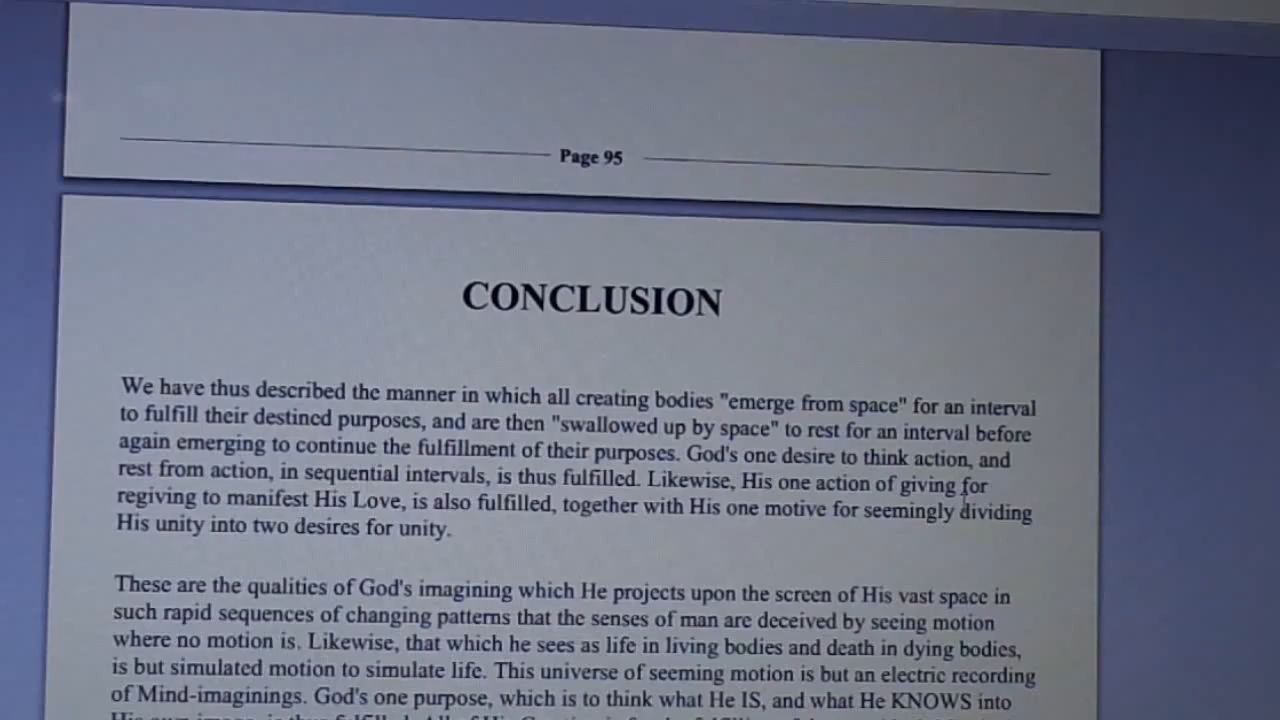 Page 95
CONCLUSION
We have thus described the manner in which all creating bodies "emerge from space" for an interval
to fulfill their destined purposes, and are then "swallowed up by space" to rest for an interval before
again emerging to continue the fulfillment of their purposes. God's one desire to think action, and
rest from action, in sequential intervals, is thus fulfilled. Likewise, His one action of giving for
regiving to manifest His Love, is also fulfilled, together with His one motive for seemingly dividing
His unity into two desires for unity.
These are the qualities of God's imagining which He projects upon the screen of His vast space in
such rapid sequences of changing patterns that the senses of man are deceived by seeing motion
where no motion is. Likewise, that which he sees as life in living bodies and death in dying bodies,
is but simulated motion to simulate life. This universe of seeming motion is but an electric recording
of Mind-imaginings. God's one purpose, which is to think what He IS, and what He KNOWS into